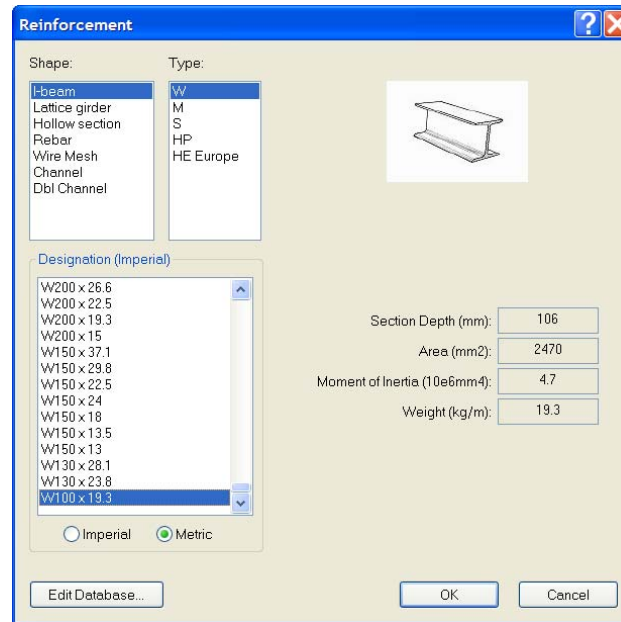 Reinforcement
Shape:
I-beam
Lattice girder
Hollow section
Rebar
Wire Mesh
Channel
Dbl Channel
Type:
W
M
S
HP
HE Europe
Designation (Imperial)
W200 x 26.6
W200 x 22.5
W200 x 19.3
W200 x 15
W150 x 37.1
W150 x 29.8
W150 x 22.5
W150 x 24
W150 x 18
W150 x 13.5
W150 x 13
W130 x 28.1
W130 x 23.8
W100 x 19.3
Imperial Metric
Section Depth (mm): 106
Area (mm2): 2470
Moment of Inertia (10e6mm4): 4.7
Weight (kg/m): 19.3
Edit Database... OK Cancel